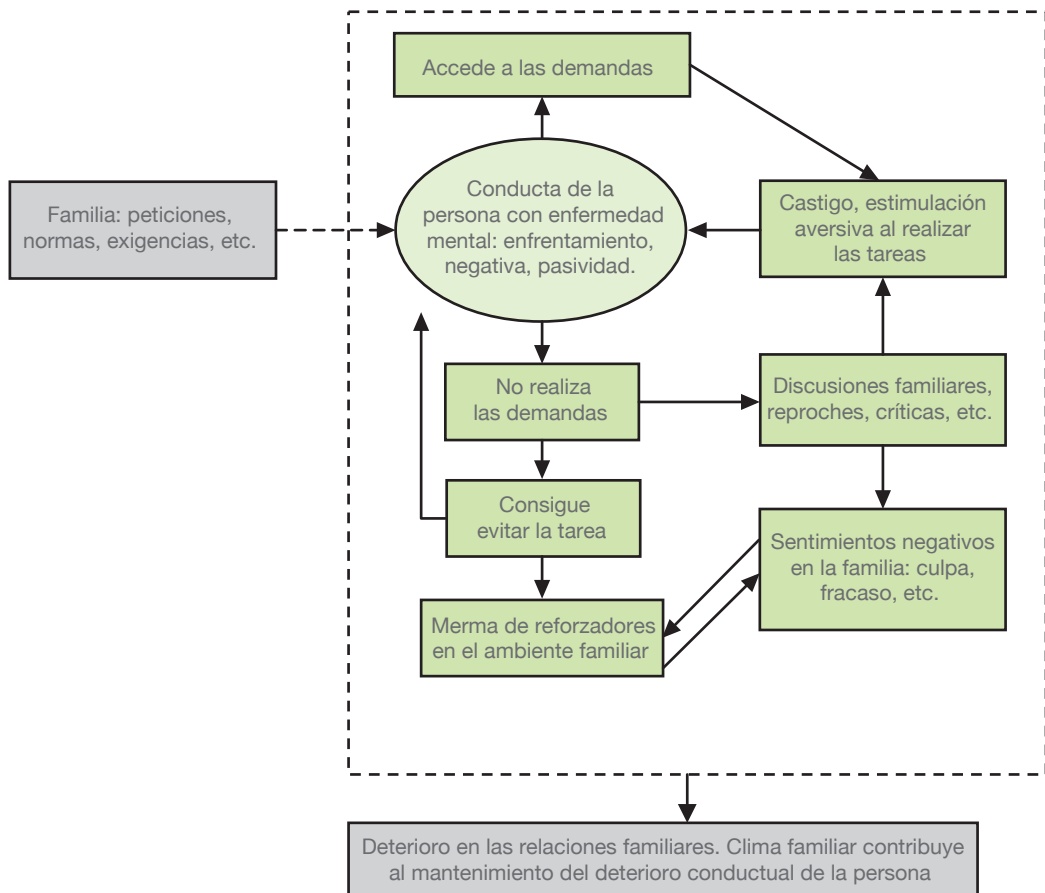 Accede a las demandas
Familia: peticiones,
normas, exigencias, etc.
Conducta de la
persona con enfermedad
mental: enfrentamiento,
negativa, pasividad.
Castigo, estimulación
aversiva al realizar
las tareas
No realiza
las demandas
Discusiones familiares,
reproches, críticas, etc.
Consigue
evitar la tarea
Sentimientos negativos
en la familia: culpa,
fracaso, etc.
Merma de reforzadores
en el ambiente familiar
Deterioro en las relaciones familiares. Clima familiar contribuye
al mantenimiento del deterioro conductual de la persona